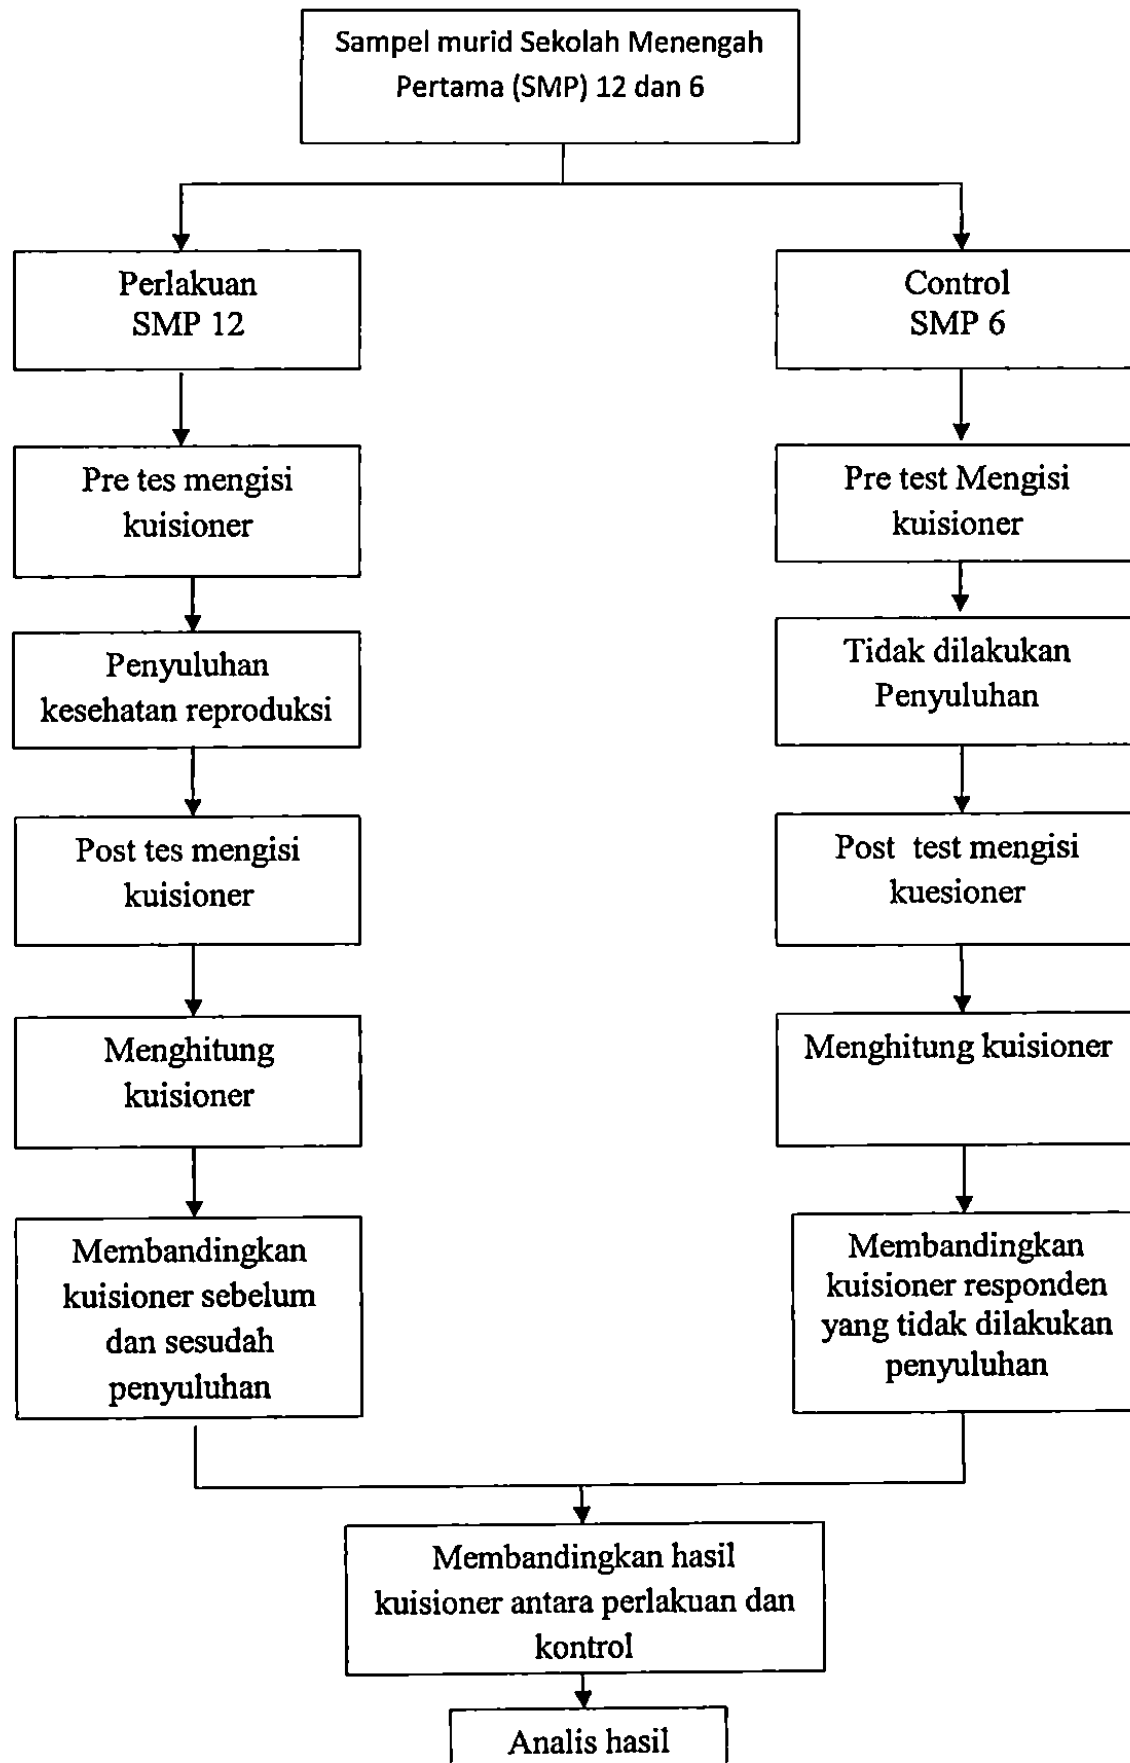 Sampel murid Sekolah Menengah
Pertama (SMP) 12 dan 6
Perlakuan
SMP 12
Control
SMP 6
Pre tes mengisi
kuisioner
Pre test Mengisi
kuisioner
Penyuluhan
kesehatan reproduksi
Tidak dilakukan
Penyuluhan
Post tes mengisi
kuisioner
Post test mengisi
kuesioner
Menghitung
kuisioner
Menghitung kuisioner
Membandingkan
kuisioner sebelum
dan sesudah
penyuluhan
Membandingkan
kuisioner responden
yang tidak dilakukan
penyuluhan
Membandingkan hasil
kuisioner antara perlakuan dan
kontrol
Analis hasil